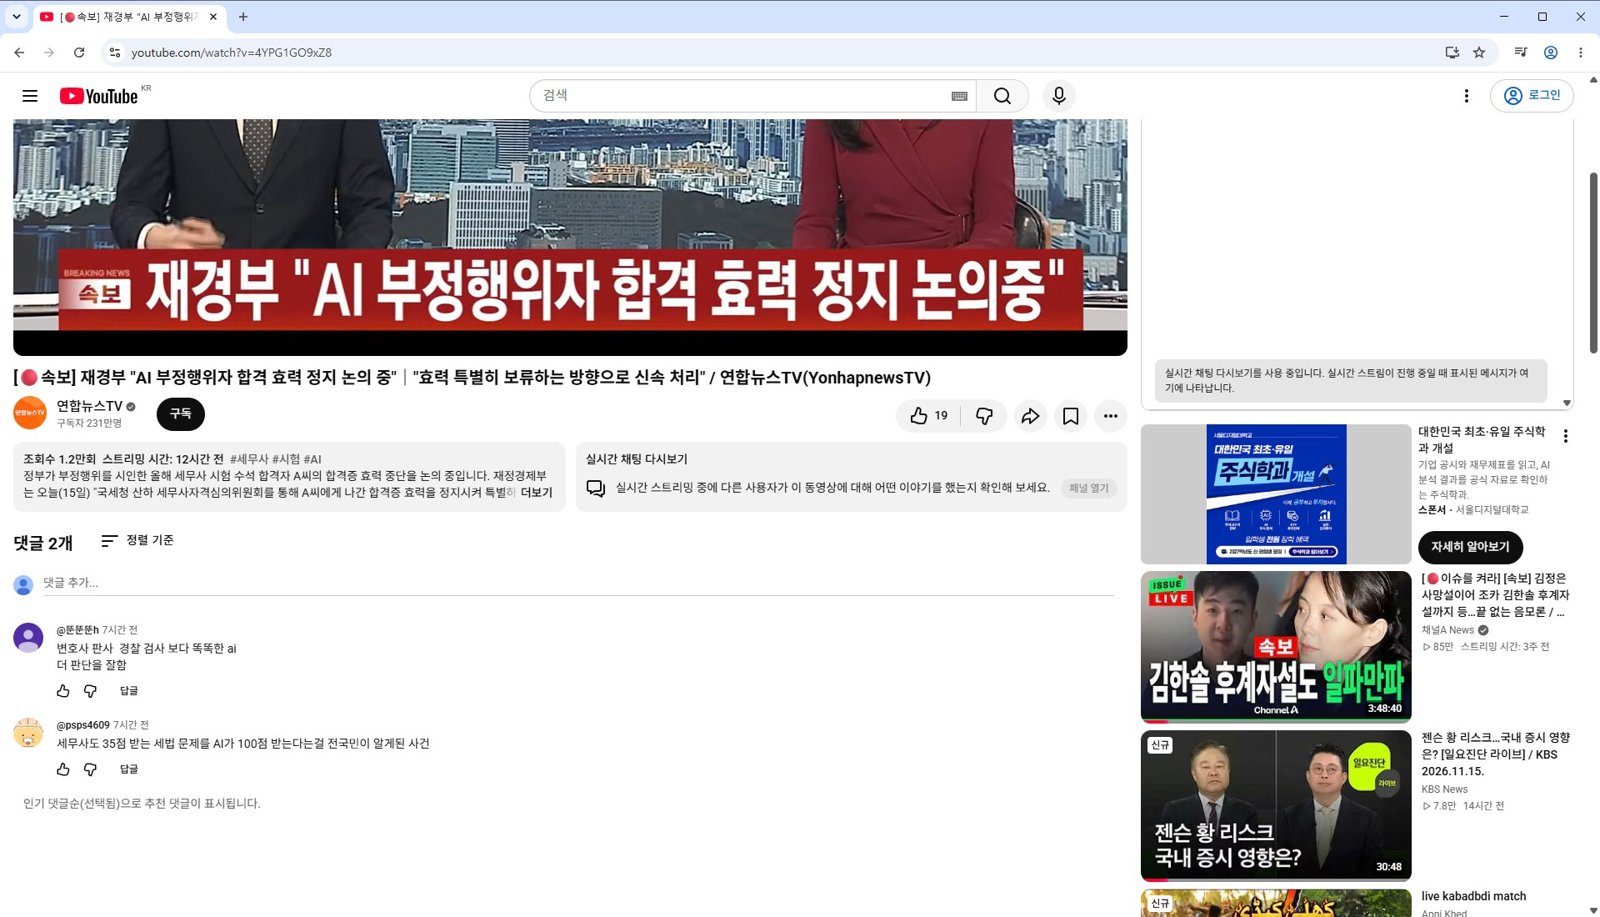 [🔴속보] 재경부 "AI 부정행위자
youtube.com/watch?v=4YPG1GO9xZ8
YouTube KR
검색
로그인
BREAKING NEWS
속보
재경부 "AI 부정행위자 합격 효력 정지 논의중"
[🔴속보] 재경부 "AI 부정행위자 합격 효력 정지 논의 중"｜"효력 특별히 보류하는 방향으로 신속 처리" / 연합뉴스TV(YonhapnewsTV)
연합뉴스TV
연합뉴스TV
구독자 231만명
구독
19
조회수 1.2만회 스트리밍 시간: 12시간 전 #세무사 #시험 #AI
정부가 부정행위를 시인한 올해 세무사 시험 수석 합격자 A씨의 합격증 효력 중단을 논의 중입니다. 재정경제부
는 오늘(15일) "국세청 산하 세무사자격심의위원회를 통해 A씨에게 나간 합격증 효력을 정지시켜 특별히 더보기
실시간 채팅 다시보기
실시간 스트리밍 중에 다른 사용자가 이 동영상에 대해 어떤 이야기를 했는지 확인해 보세요.
패널 열기
댓글 2개
정렬 기준
댓글 추가...
@뚠뚠뚠h 7시간 전
변호사 판사 경찰 검사 보다 똑똑한 ai
더 판단을 잘함
답글
@psps4609 7시간 전
세무사도 35점 받는 세법 문제를 AI가 100점 받는다는걸 전국민이 알게된 사건
답글
인기 댓글순(선택됨)으로 추천 댓글이 표시됩니다.
실시간 채팅 다시보기를 사용 중입니다. 실시간 스트림이 진행 중일 때 표시된 메시지가 여
기에 나타납니다.
서울디지털대학교
대한민국 최초·유일
주식학과 개설
입학생 전원 장학 혜택
대한민국 최초·유일 주식학
과 개설
기업 공시와 재무제표를 읽고, AI
분석 결과를 공식 자료로 확인하
는 주식학과.
스폰서 · 서울디지털대학교
자세히 알아보기
ISSUE
LIVE
속보
김한솔 후계자설도 일파만파
Channel A
3:48:40
[🔴이슈를 켜라] [속보] 김정은
사망설이어 조카 김한솔 후계자
설까지 등...끝 없는 음모론 / ...
채널A News
85만 스트리밍 시간: 3주 전
신규
일요진단
라이브
젠슨 황 리스크
국내 증시 영향은?
30:48
젠슨 황 리스크...국내 증시 영향
은? [일요진단 라이브] / KBS
2026.11.15.
KBS News
7.8만 14시간 전
신규
live kabadbdi match
Anni Khed